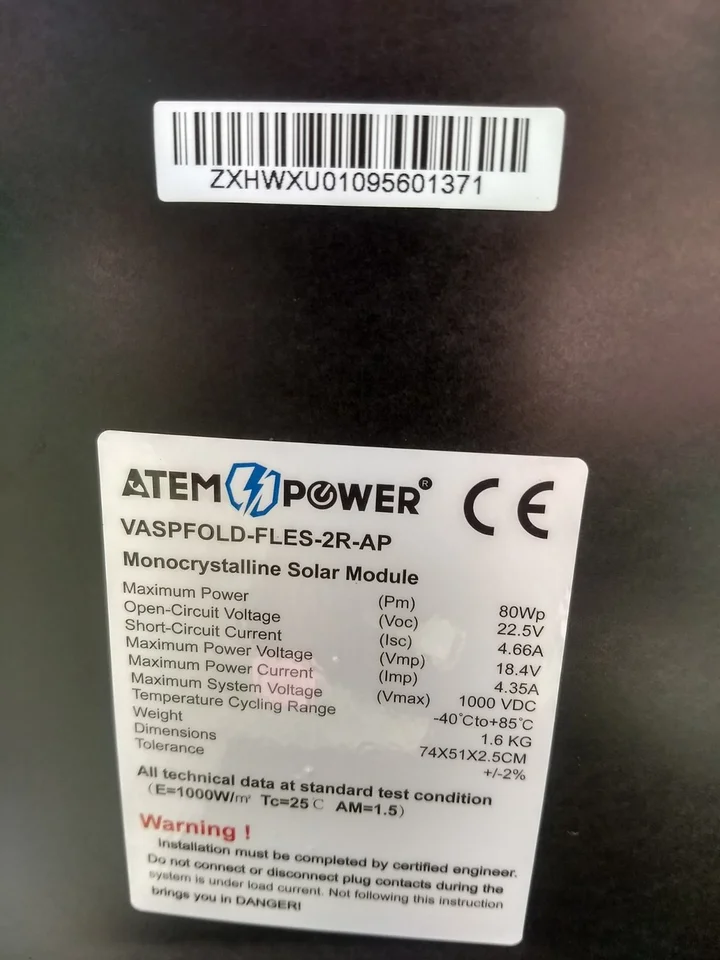 ZXHWXU01095601371
ATEM POWER®
CE
VASPFOLD-FLES-2R-AP
Monocrystalline Solar Module
Maximum Power (Pm) 80Wp
Open-Circuit Voltage (Voc) 22.5V
Short-Circuit Current (Isc) 4.66A
Maximum Power Voltage (Vmp) 18.4V
Maximum Power Current (Imp) 4.35A
Maximum System Voltage (Vmax) 1000 VDC
Temperature Cycling Range -40℃to+85℃
Weight 1.6 KG
Dimensions 74X51X2.5CM
Tolerance +/-2%
All technical data at standard test condition
(E=1000W/㎡ Tc=25℃ AM=1.5)
Warning !
Installation must be completed by certified engineer.
Do not connect or disconnect plug contacts during the
system is under load current. Not following this instruction
brings you in DANGER!